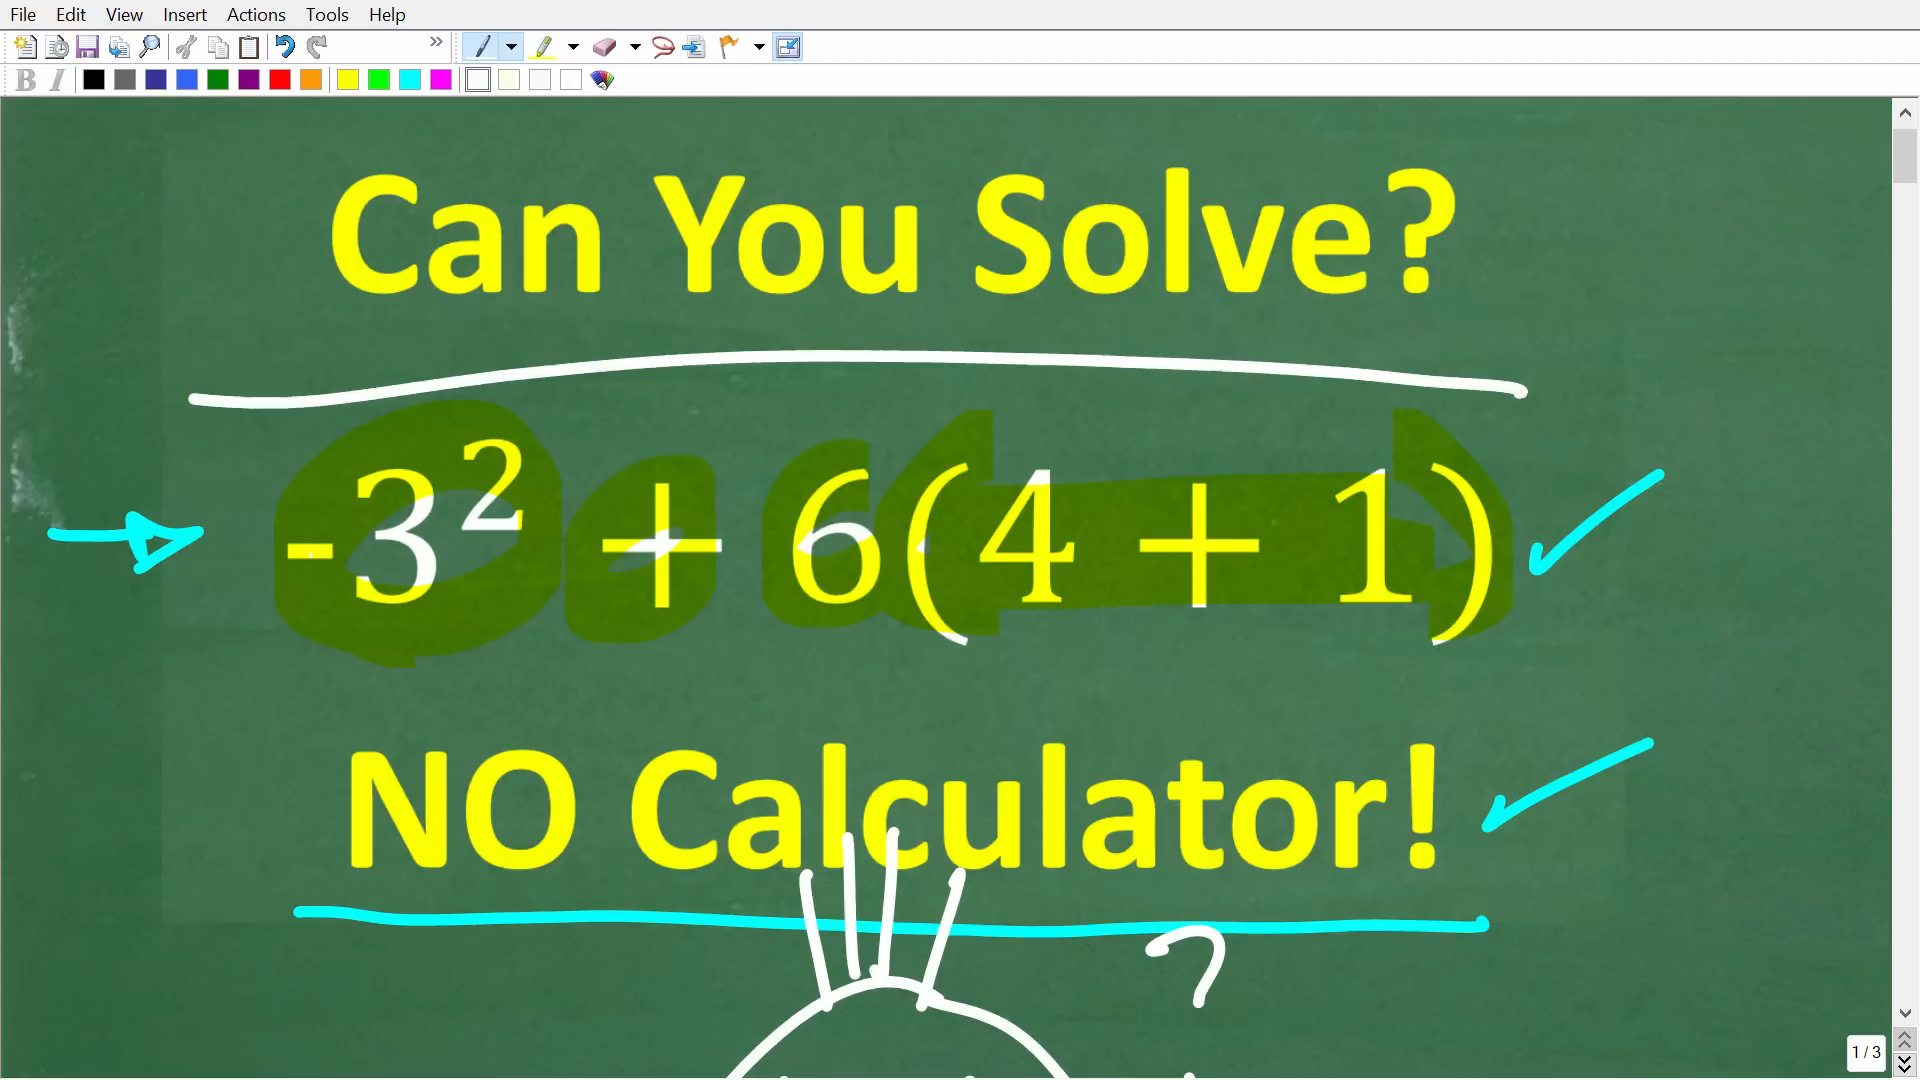 File Edit View Insert Actions Tools Help
B I
Can You Solve?
-3² + 6(4 + 1)
NO Calculator!
?
1 / 3